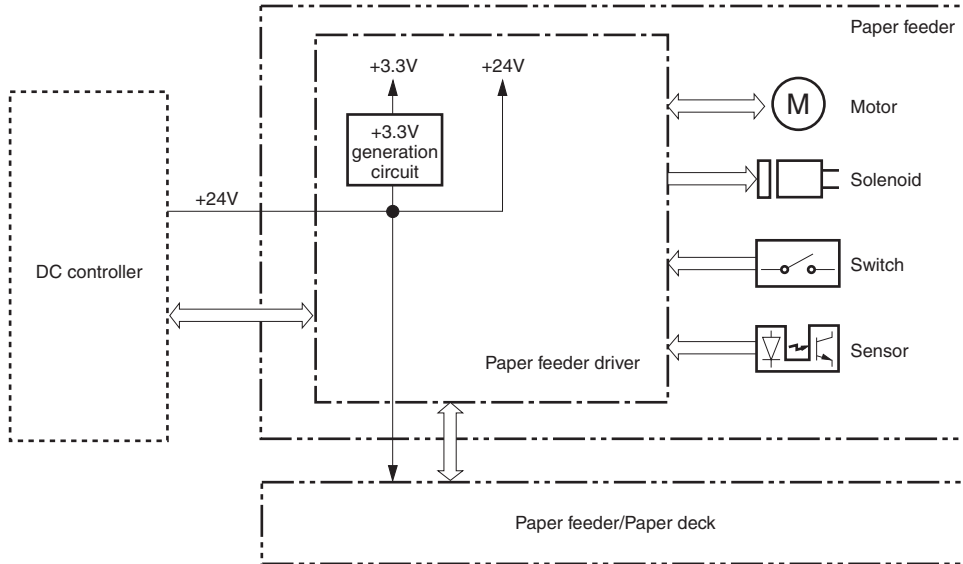 Paper feeder
+3.3V
+24V
M
Motor
+3.3V
generation
circuit
Solenoid
+24V
Switch
DC controller
Sensor
Paper feeder driver
Paper feeder/Paper deck